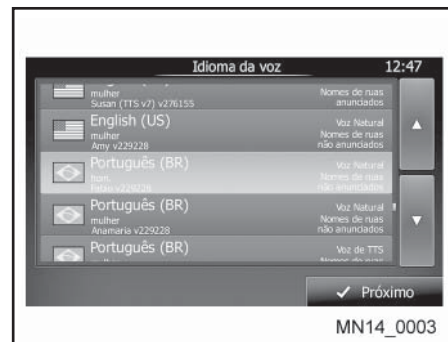 Idioma da voz 12:47
mulher Nomes de ruas
Susan (TTS v7) v276155 anunciados
English (US) Voz Natural
mulher Nomes de ruas
Amy v229228 não anunciados
Português (BR) Voz Natural
hom. Nomes de ruas
v229228 não anunciados
Português (BR) Voz Natural
mulher Nomes de ruas
Anamaria v229228 não anunciados
Português (BR) Voz de TTS
Próximo
MN14_0003